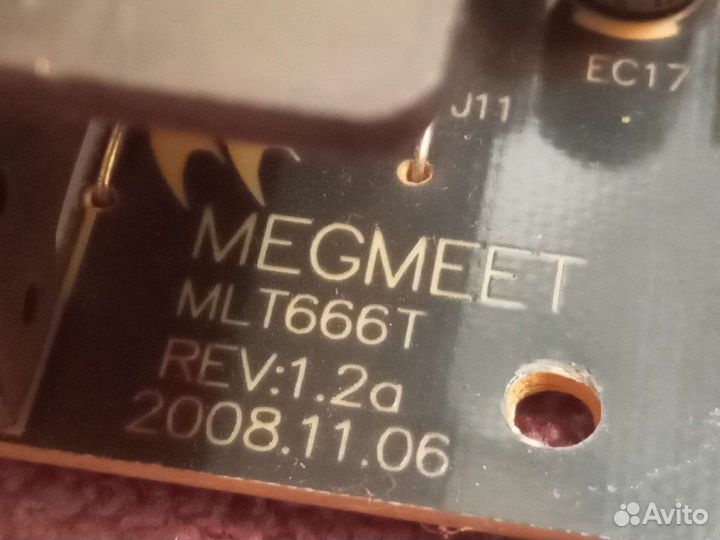 EC17
J11
MEGMEET
MLT666T
REV:1.2a
2008.11.06
Avito